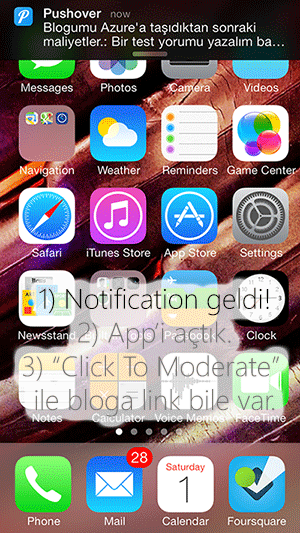 Pushover now
Blogumu Azure'a taşıdıktan sonraki
maliyetler.: Bir test yorumu yazalım ba...
Messages Photos Camera Videos
Navigation Weather Reminders Game Center
Safari iTunes Store App Store Settings
1) Notification geldi!
Newsstand Passbook Clock
2) App'i açtık.
3) "Click To Moderate"
ile bloda link bile var
Notes Calculator Voice Memos FaceTime
28
Saturday
1
Phone Mail Calendar Foursquare